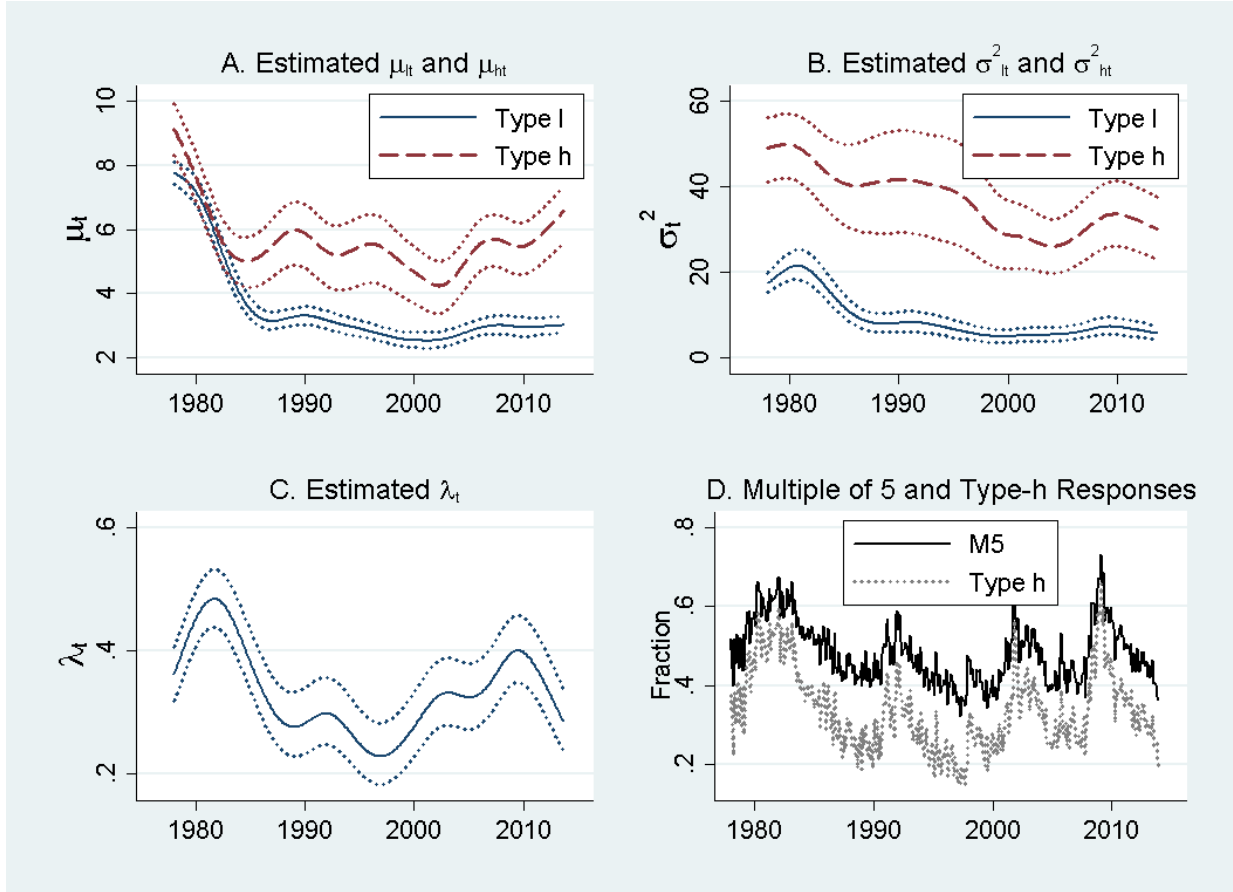 A. Estimated μlt and μht
Type l
Type h
μt
10
8
6
4
2
1980 1990 2000 2010
B. Estimated σ²lt and σ²ht
Type l
Type h
σt²
60
40
20
0
1980 1990 2000 2010
C. Estimated λt
λt
.6
.4
.2
1980 1990 2000 2010
D. Multiple of 5 and Type-h Responses
M5
Type h
Fraction
.8
.6
.4
.2
1980 1990 2000 2010